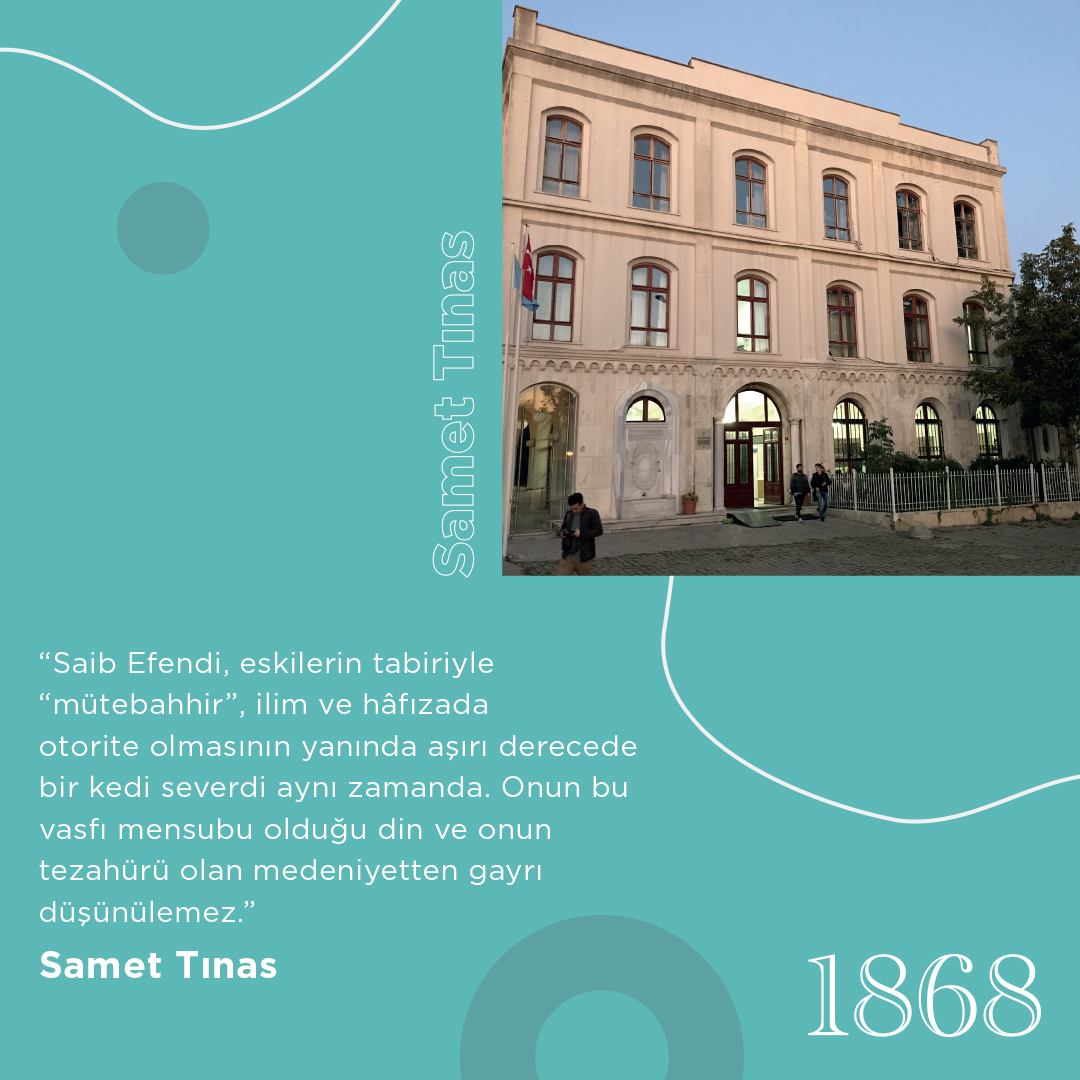 Samet Tınas
“Saib Efendi, eskilerin tabiriyle
“mütebahhir”, ilim ve hâfızada
otorite olmasının yanında aşırı derecede
bir kedi severdi aynı zamanda. Onun bu
vasfı mensubu olduğu din ve onun
tezahürü olan medeniyetten gayrı
düşünülemez.”
Samet Tınas
1868